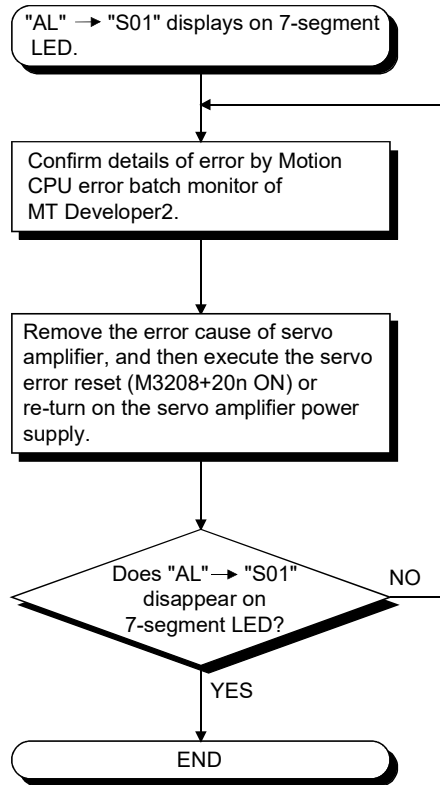 "AL" → "S01" displays on 7-segment
LED.
Confirm details of error by Motion
CPU error batch monitor of
MT Developer2.
Remove the error cause of servo
amplifier, and then execute the servo
error reset (M3208+20n ON) or
re-turn on the servo amplifier power
supply.
Does "AL" → "S01"
disappear on
7-segment LED?
NO
YES
END